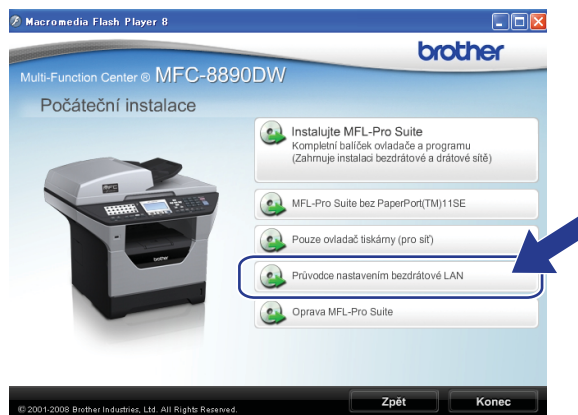 Macromedia Flash Player 8
brother
Multi-Function Center ® MFC-8890DW
Počáteční instalace
Instalujte MFL-Pro Suite
Kompletní balíček ovladače a programu
(Zahrnuje instalaci bezdrátové a drátové sítě)
MFL-Pro Suite bez PaperPort(TM)11SE
Pouze ovladač tiskárny (pro síť)
Průvodce nastavením bezdrátové LAN
Oprava MFL-Pro Suite
brother
Zpět
Konec
© 2001-2008 Brother Industries, Ltd. All Rights Reserved.